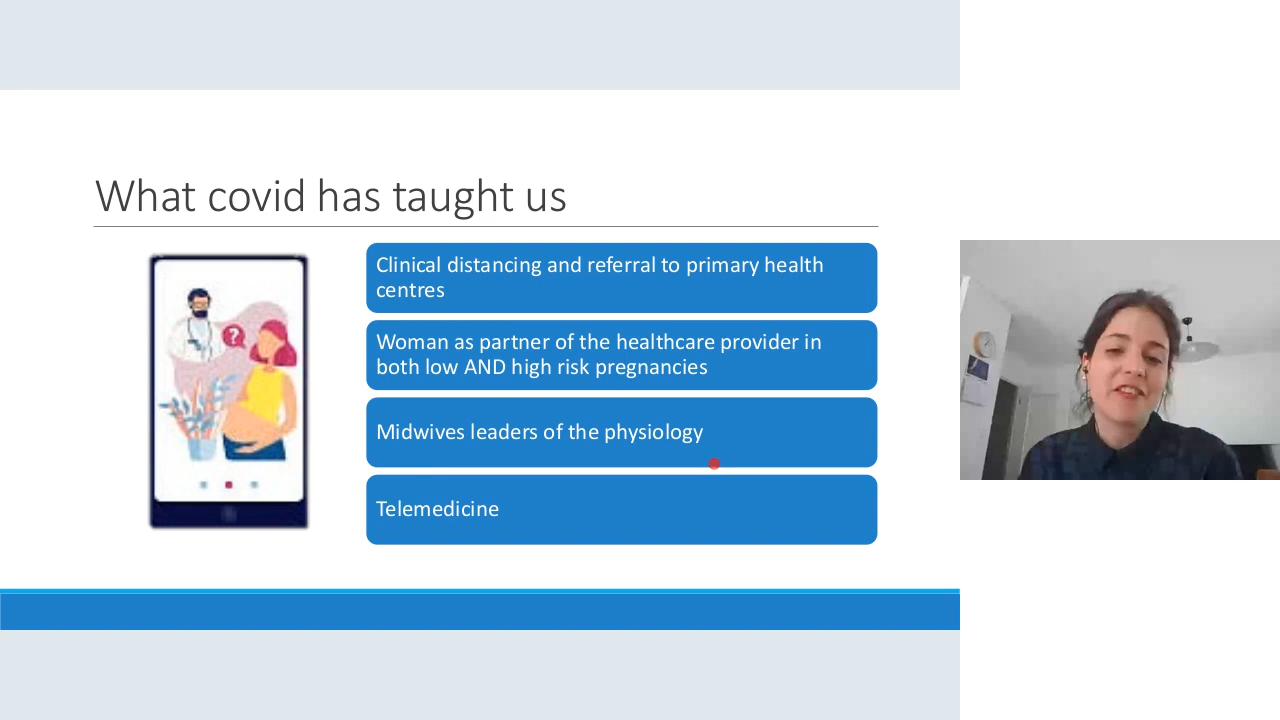 What covid has taught us
Clinical distancing and referral to primary health
centres
Woman as partner of the healthcare provider in
both low AND high risk pregnancies
Midwives leaders of the physiology
Telemedicine
?